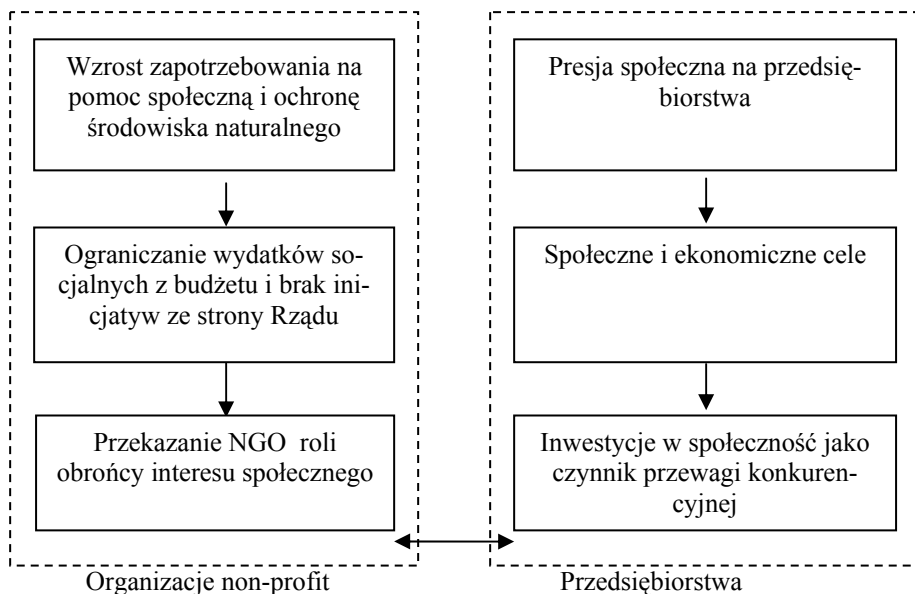 Wzrost zapotrzebowania na
pomoc społeczną i ochronę
środowiska naturalnego
Ograniczanie wydatków so-
cjalnych z budżetu i brak ini-
cjatyw ze strony Rządu
Przekazanie NGO roli
obrońcy interesu społecznego
Organizacje non-profit
Presja społeczna na przedsię-
biorstwa
Społeczne i ekonomiczne cele
Inwestycje w społeczność jako
czynnik przewagi konkuren-
cyjnej
Przedsiębiorstwa